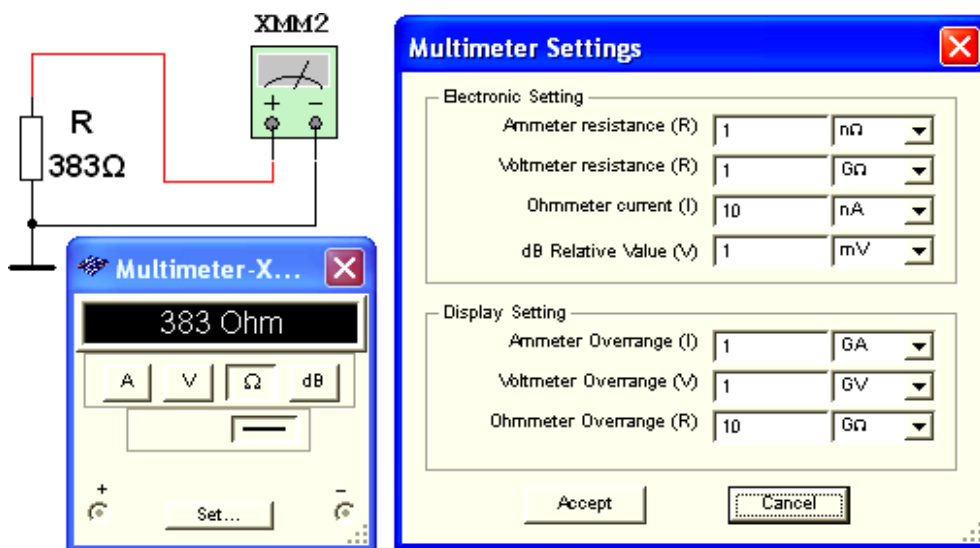 XMM2
+ −
R
383Ω
Multimeter-X...
383 Ohm
A V Ω dB
+ −
Set...
Multimeter Settings
Electronic Setting
Ammeter resistance (R) 1 nΩ
Voltmeter resistance (R) 1 GΩ
Ohmmeter current (I) 10 nA
dB Relative Value (V) 1 mV
Display Setting
Ammeter Overrange (I) 1 GA
Voltmeter Overrange (V) 1 GV
Ohmmeter Overrange (R) 10 GΩ
Accept Cancel